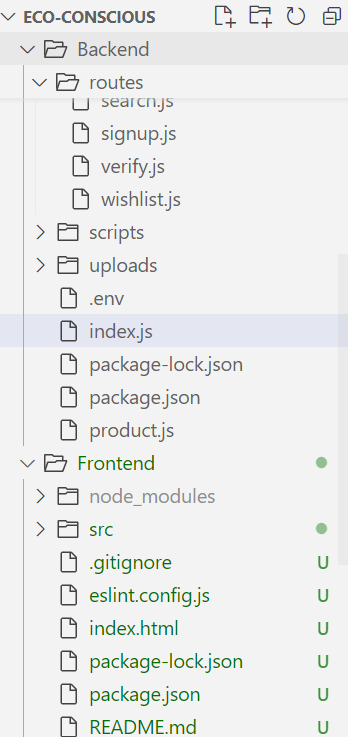 ECO-CONSCIOUS
Backend
routes
search.js
signup.js
verify.js
wishlist.js
scripts
uploads
.env
index.js
package-lock.json
package.json
product.js
Frontend
node_modules
src
.gitignore U
eslint.config.js U
index.html U
package-lock.json U
package.json U
README.md U